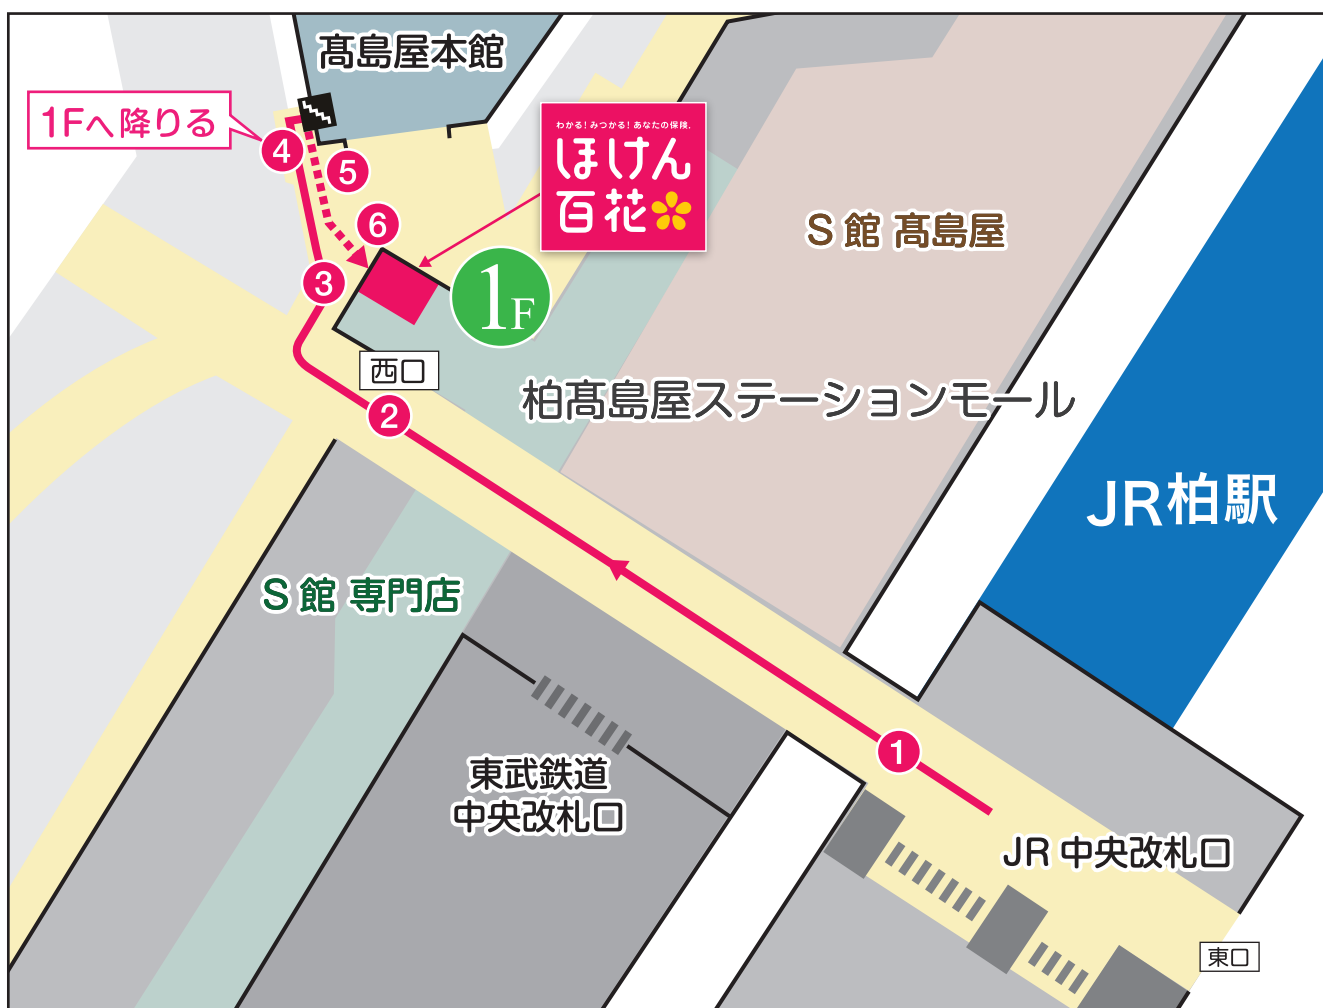 髙島屋本館
1Fへ降りる
4
5
わかる!みつかる!あなたの保険。
ほけん
百花
6
S館 髙島屋
3
1F
西口
2
柏髙島屋ステーションモール
JR柏駅
S館 専門店
1
東武鉄道
中央改札口
JR 中央改札口
東口